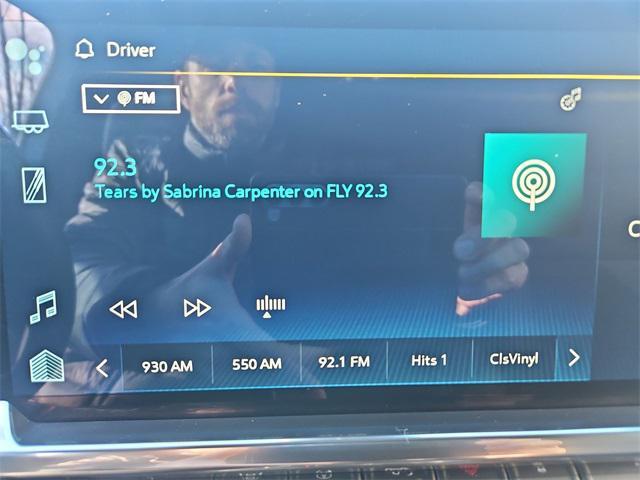 Driver
FM
92.3
Tears by Sabrina Carpenter on FLY 92.3
C
930 AM
550 AM
92.1 FM
Hits 1
ClsVinyl